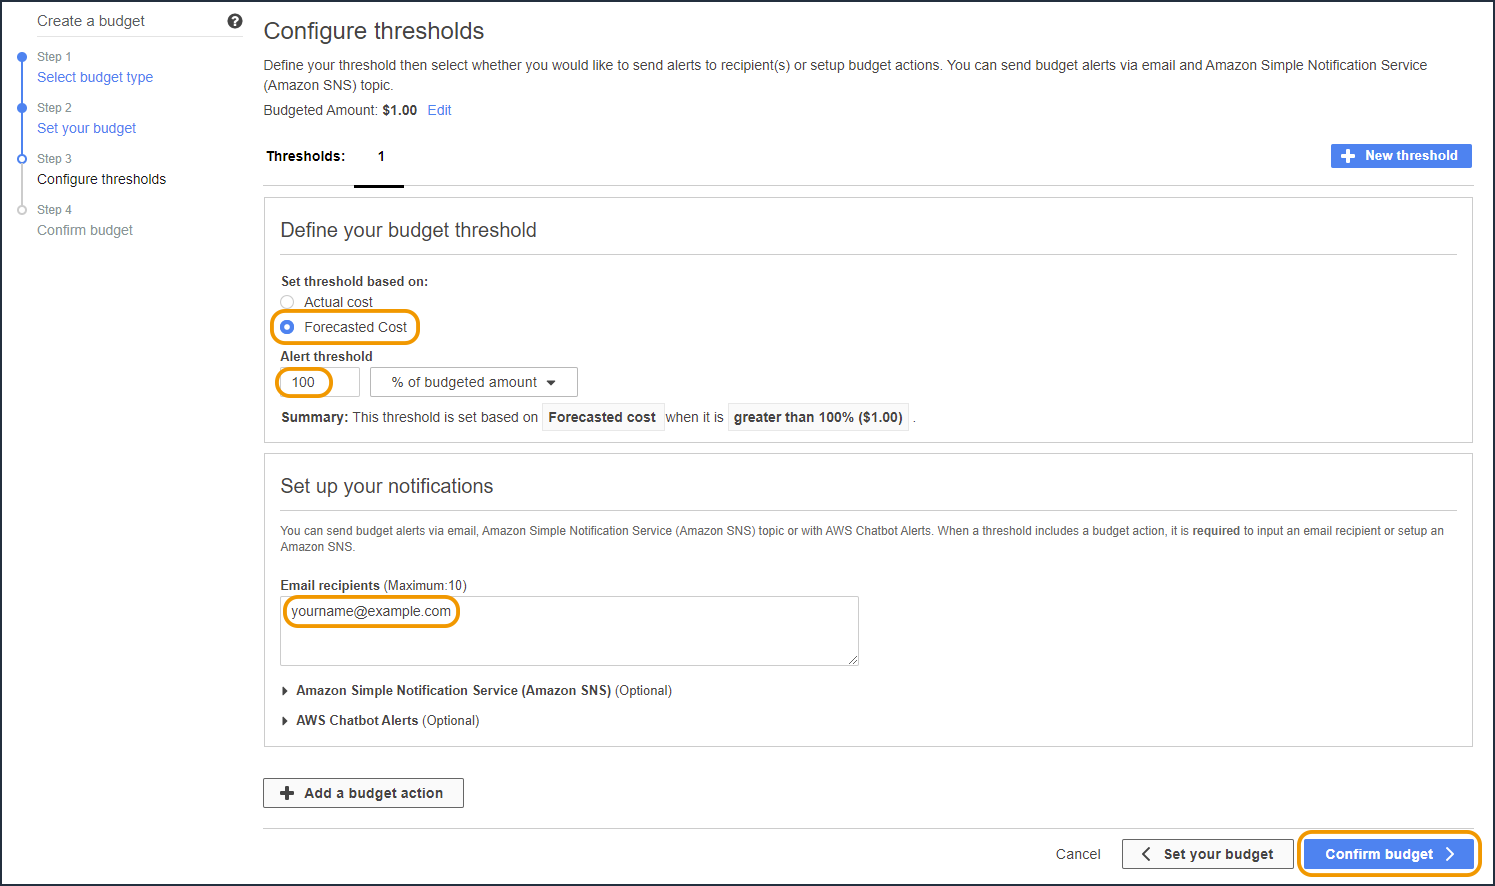 Create a budget
?
Step 1
Select budget type
Step 2
Set your budget
Step 3
Configure thresholds
Step 4
Confirm budget
Configure thresholds
Define your threshold then select whether you would like to send alerts to recipient(s) or setup budget actions. You can send budget alerts via email and Amazon Simple Notification Service
(Amazon SNS) topic.
Budgeted Amount: $1.00 Edit
Thresholds: 1
New threshold
Define your budget threshold
Set threshold based on:
Actual cost
Forecasted Cost
Alert threshold
100 % of budgeted amount
Summary: This threshold is set based on Forecasted cost when it is greater than 100% ($1.00) .
Set up your notifications
You can send budget alerts via email, Amazon Simple Notification Service (Amazon SNS) topic or with AWS Chatbot Alerts. When a threshold includes a budget action, it is required to input an email recipient or setup an
Amazon SNS.
Email recipients (Maximum:10)
yourname@example.com
Amazon Simple Notification Service (Amazon SNS) (Optional)
AWS Chatbot Alerts (Optional)
Add a budget action
Cancel Set your budget Confirm budget